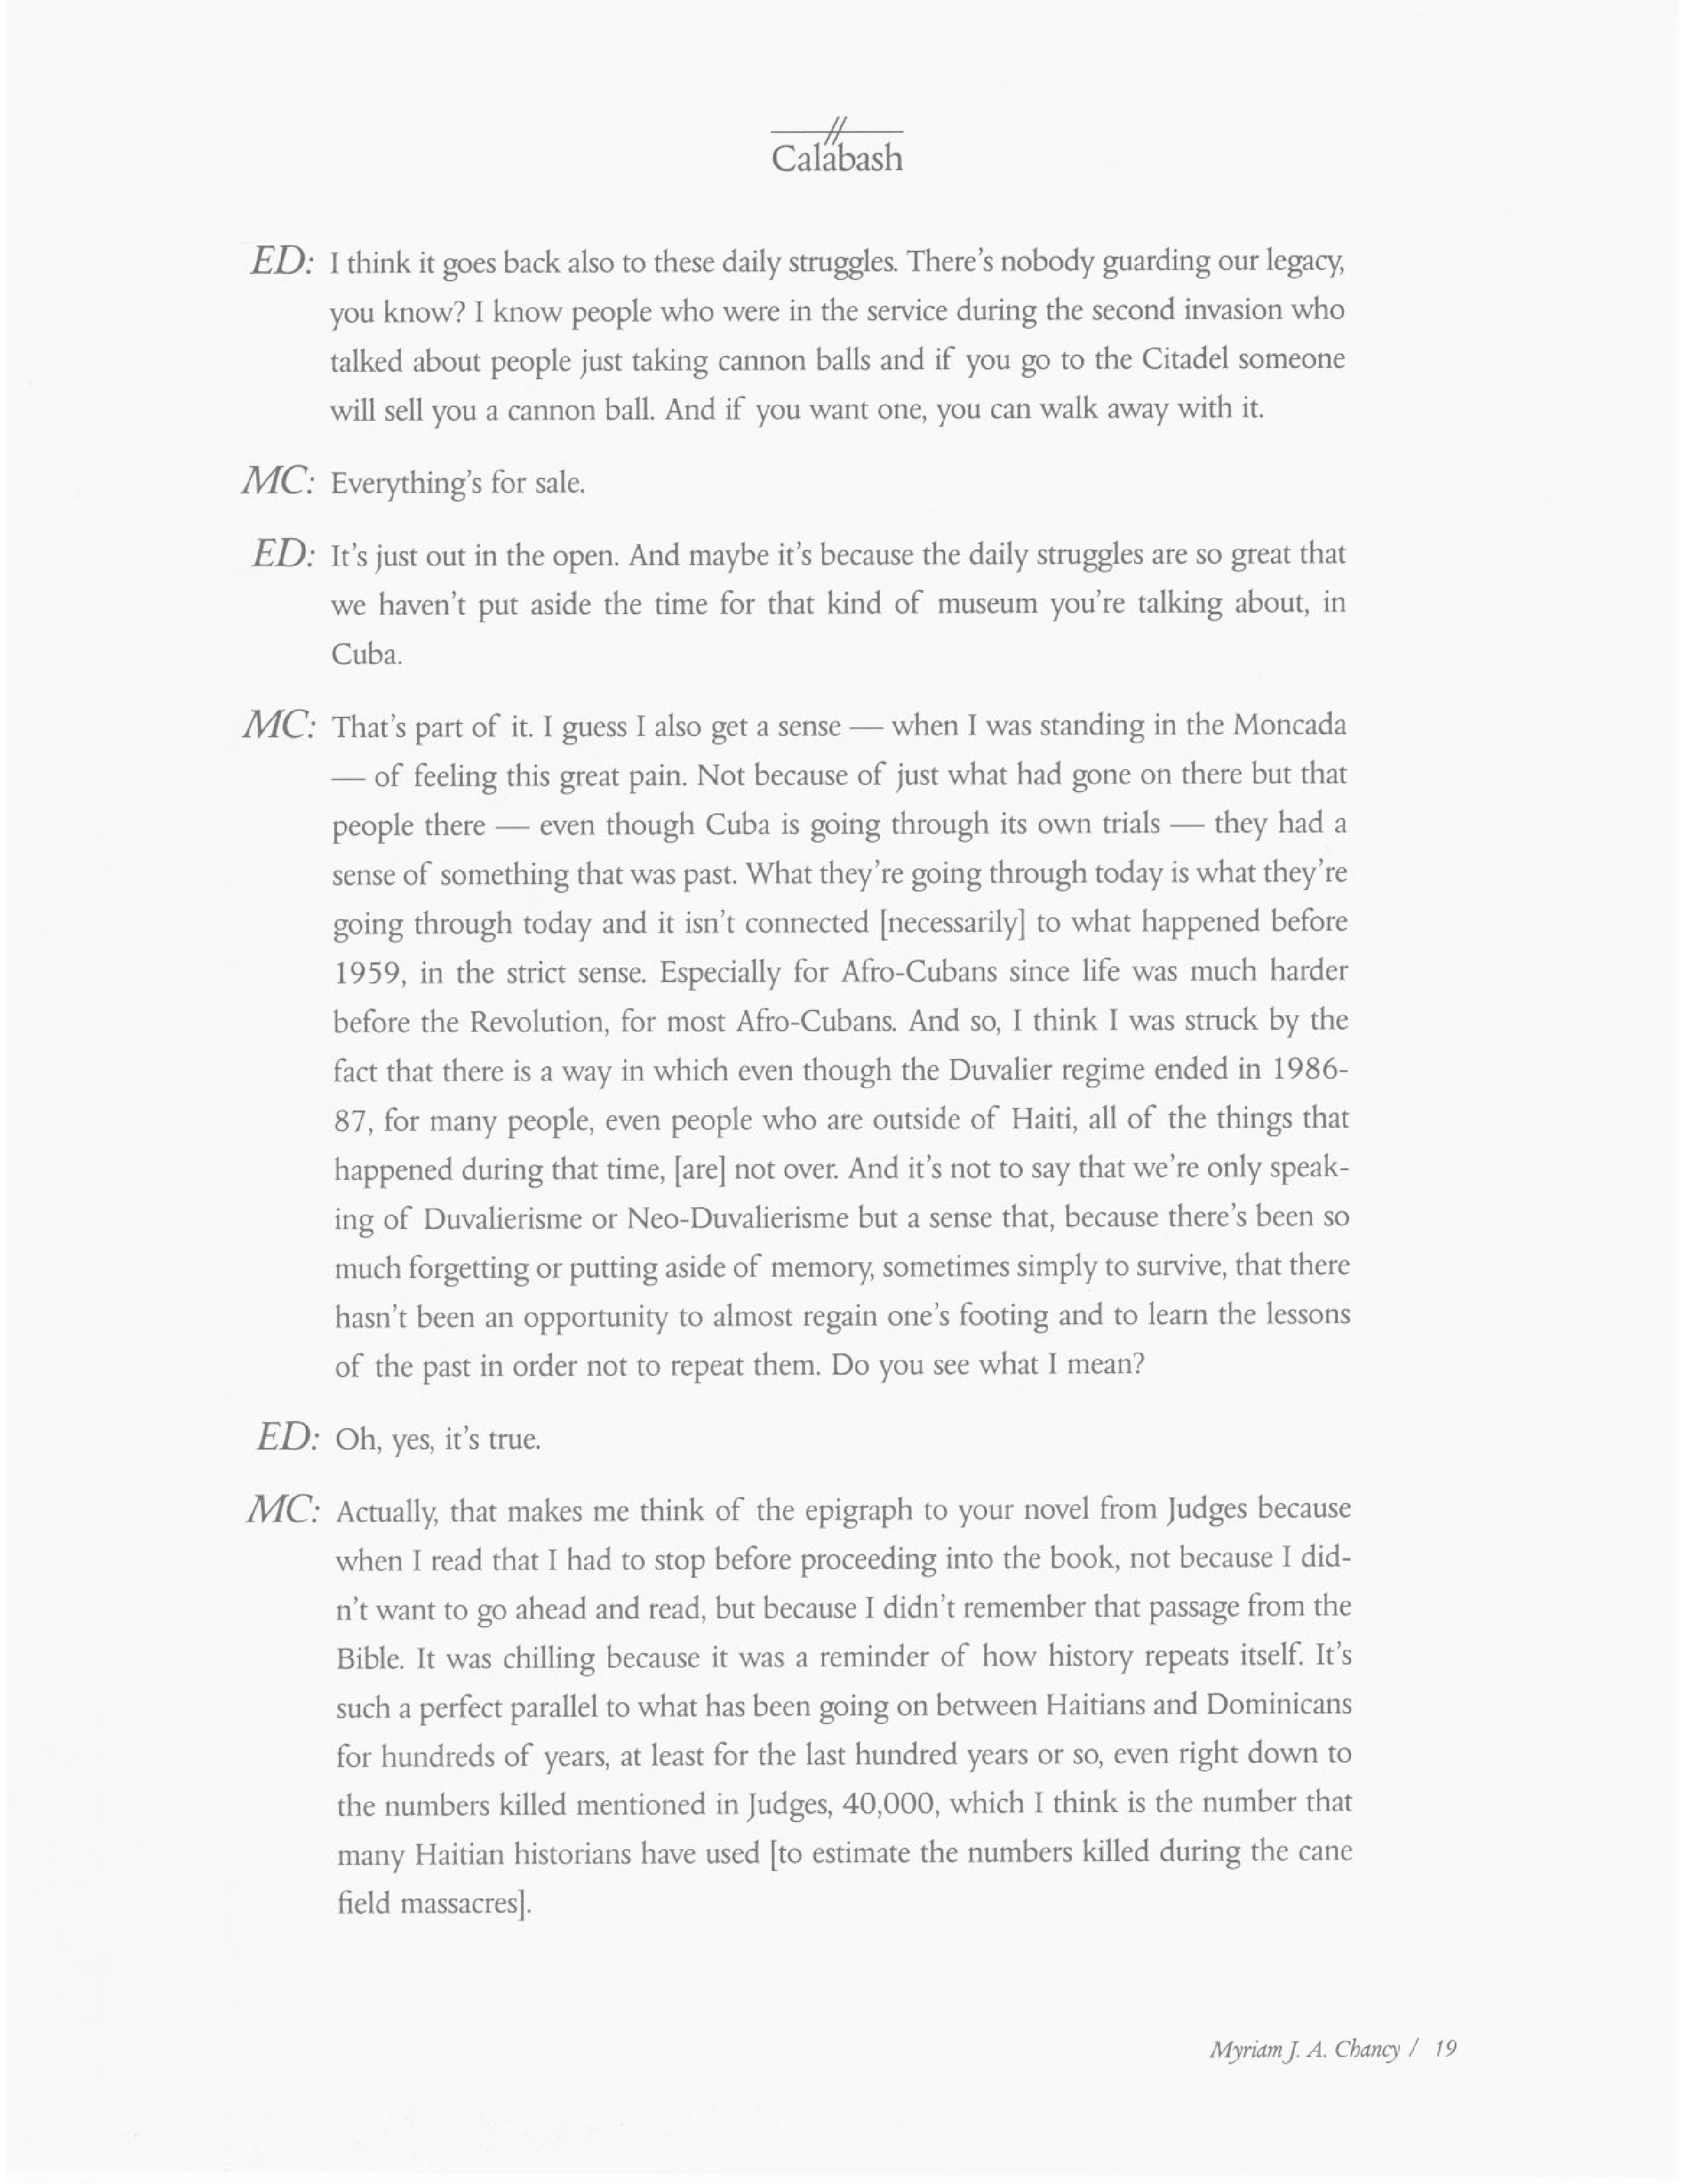 Calabash
ED: I think it goes back also to these daily struggles. There's nobody guarding our legacy,
you know? I know people who were in the service during the second invasion who
talked about people just taking cannon balls and if you go to the Citadel someone
will sell you a cannon ball. And if you want one, you can walk away with it.
MC: Everything's for sale.
ED: It's just out in the open. And maybe it's because the daily struggles are so great that
we haven't put aside the time for that kind of museum you're talking about, in
Cuba.
MC: That's part of it. I guess I also get a sense — when I was standing in the Moncada
— of feeling this great pain. Not because of just what had gone on there but that
people there — even though Cuba is going through its own trials — they had a
sense of something that was past. What they're going through today is what they're
going through today and it isn't connected [necessarily] to what happened before
1959, in the strict sense. Especially for Afro-Cubans since life was much harder
before the Revolution, for most Afro-Cubans. And so, I think I was struck by the
fact that there is a way in which even though the Duvalier regime ended in 1986-
87, for many people, even people who are outside of Haiti, all of the things that
happened during that time, [are] not over. And it's not to say that we're only speak-
ing of Duvalierisme or Neo-Duvalierisme but a sense that, because there's been so
much forgetting or putting aside of memory, sometimes simply to survive, that there
hasn't been an opportunity to almost regain one's footing and to learn the lessons
of the past in order not to repeat them. Do you see what I mean?
ED: Oh, yes, it's true.
MC: Actually, that makes me think of the epigraph to your novel from Judges because
when I read that I had to stop before proceeding into the book, not because I did-
n't want to go ahead and read, but because I didn't remember that passage from the
Bible. It was chilling because it was a reminder of how history repeats itself. It's
such a perfect parallel to what has been going on between Haitians and Dominicans
for hundreds of years, at least for the last hundred years or so, even right down to
the numbers killed mentioned in Judges, 40,000, which I think is the number that
many Haitian historians have used [to estimate the numbers killed during the cane
field massacres].
Myriam J. A. Chancy / 19